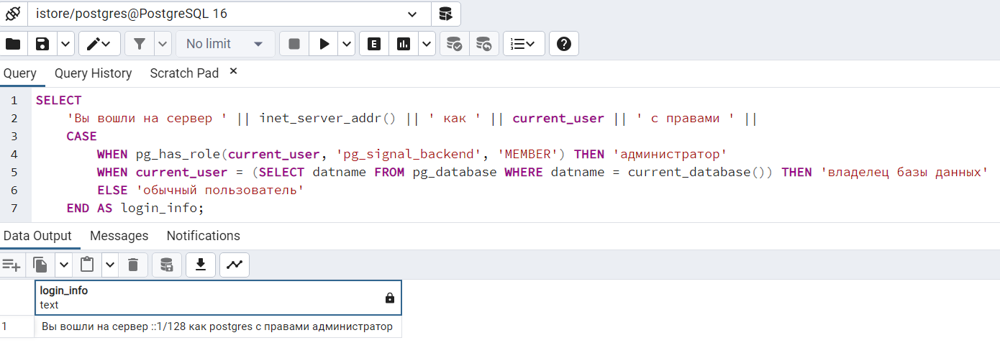 istore/postgres@PostgreSQL 16
No limit
E
Query Query History Scratch Pad ×
1 SELECT
2 'Вы вошли на сервер ' || inet_server_addr() || ' как ' || current_user || ' с правами ' ||
3 CASE
4 WHEN pg_has_role(current_user, 'pg_signal_backend', 'MEMBER') THEN 'администратор'
5 WHEN current_user = (SELECT datname FROM pg_database WHERE datname = current_database()) THEN 'владелец базы данных'
6 ELSE 'обычный пользователь'
7 END AS login_info;
Data Output Messages Notifications
login_info
text
1 Вы вошли на сервер ::1/128 как postgres с правами администратор